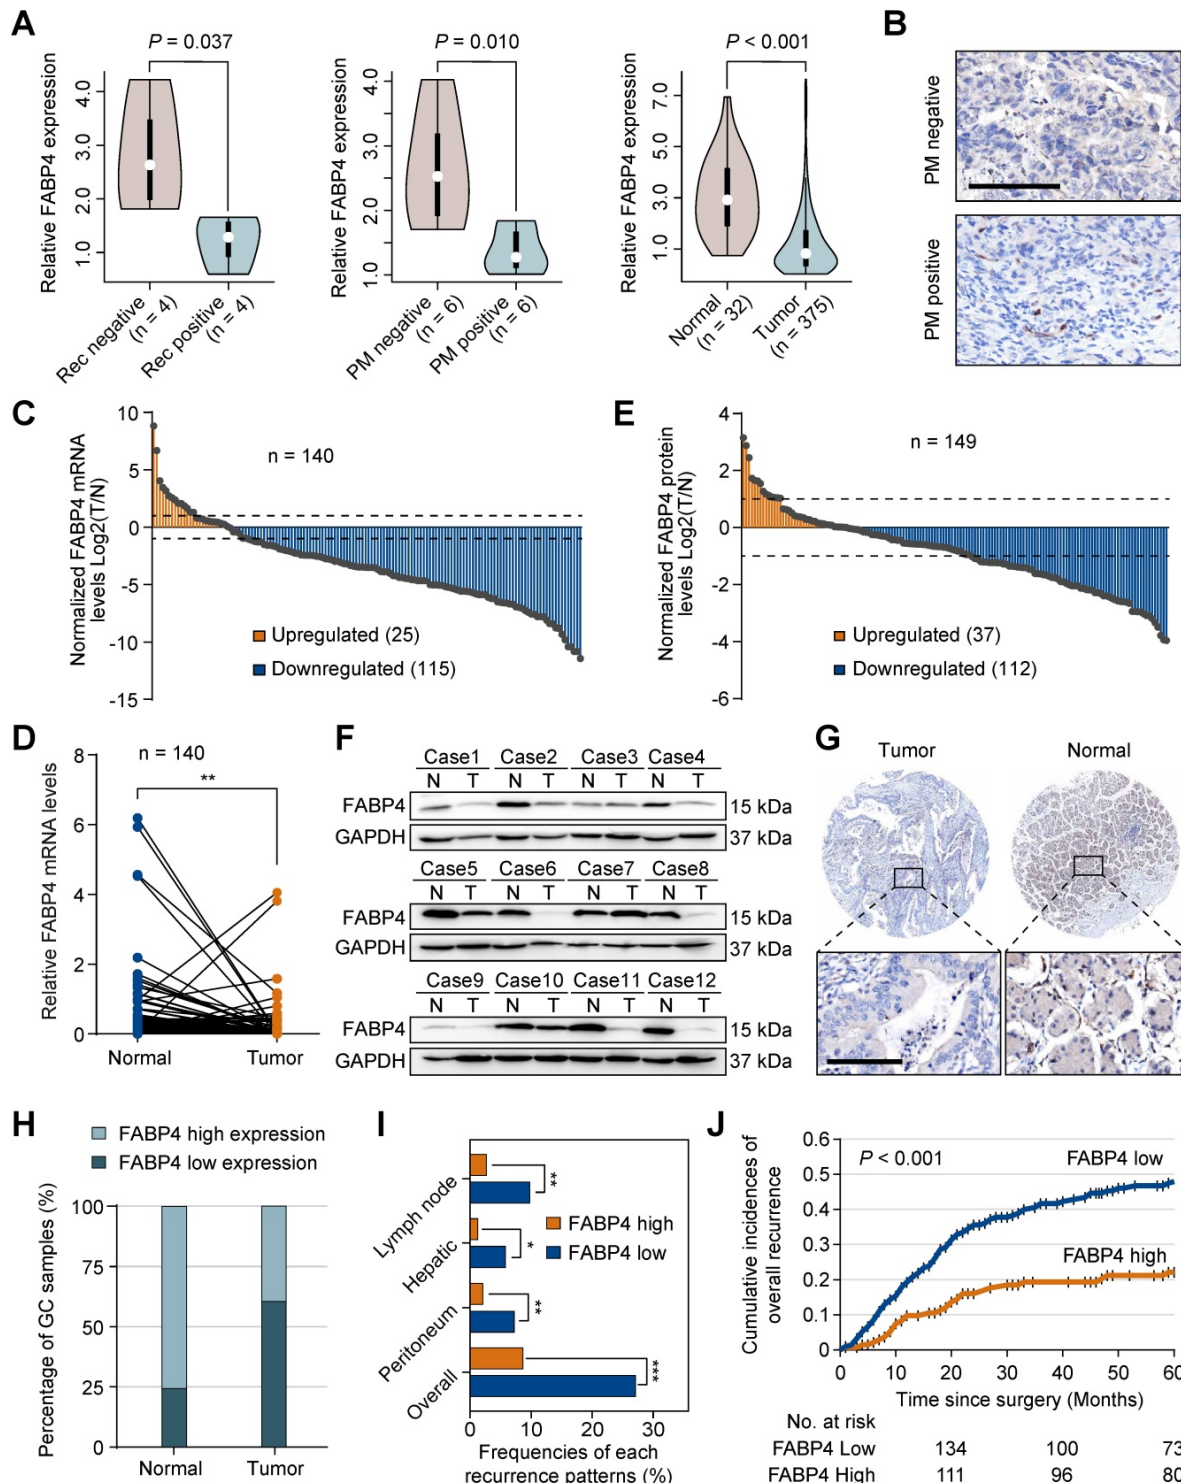 A
P = 0.037
Relative FABP4 expression
4.0
3.0
2.0
1.0
Rec negative
(n = 4)
Rec positive
(n = 4)
P = 0.010
Relative FABP4 expression
4.0
3.0
2.0
1.0
PM negative
(n = 6)
PM positive
(n = 6)
P < 0.001
Relative FABP4 expression
7.0
5.0
3.0
1.0
Normal
(n = 32)
Tumor
(n = 375)
B
PM negative
PM positive
C
Normalized FABP4 mRNA
levels Log2(T/N)
10
5
0
-5
-10
-15
n = 140
Upregulated (25)
Downregulated (115)
E
Normalized FABP4 protein
levels Log2(T/N)
4
2
0
-2
-4
-6
n = 149
Upregulated (37)
Downregulated (112)
D
n = 140
**
Relative FABP4 mRNA levels
8
6
4
2
0
Normal
Tumor
F
Case1 Case2 Case3 Case4
N T N T N T N T
FABP4 15 kDa
GAPDH 37 kDa
Case5 Case6 Case7 Case8
N T N T N T N T
FABP4 15 kDa
GAPDH 37 kDa
Case9 Case10 Case11 Case12
N T N T N T N T
FABP4 15 kDa
GAPDH 37 kDa
G
Tumor
Normal
H
FABP4 high expression
FABP4 low expression
Percentage of GC samples (%)
100
75
50
25
0
Normal
Tumor
I
Lymph node
Hepatic
Peritoneum
Overall
**
*
**
***
FABP4 high
FABP4 low
0 10 20 30
Frequencies of each
recurrence patterns (%)
J
P < 0.001
Cumulative incidences of
overall recurrence
0.6
0.5
0.4
0.3
0.2
0.1
0
FABP4 low
FABP4 high
0 10 20 30 40 50 60
Time since surgery (Months)
No. at risk
FABP4 Low 134 100 73
FABP4 High 111 96 80